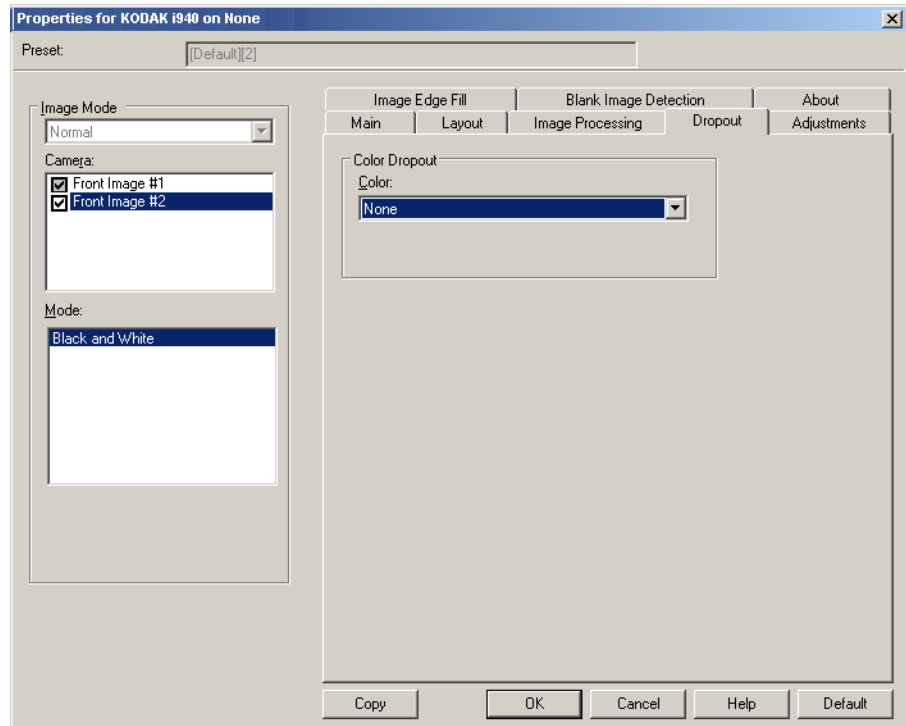 Properties for KODAK i940 on None
Preset:
[Default][2]
Image Mode
Normal
Camera:
Front Image #1
Front Image #2
Mode:
Black and White
Image Edge Fill
Blank Image Detection
About
Main
Layout
Image Processing
Dropout
Adjustments
Color Dropout
Color:
None
Copy
OK
Cancel
Help
Default